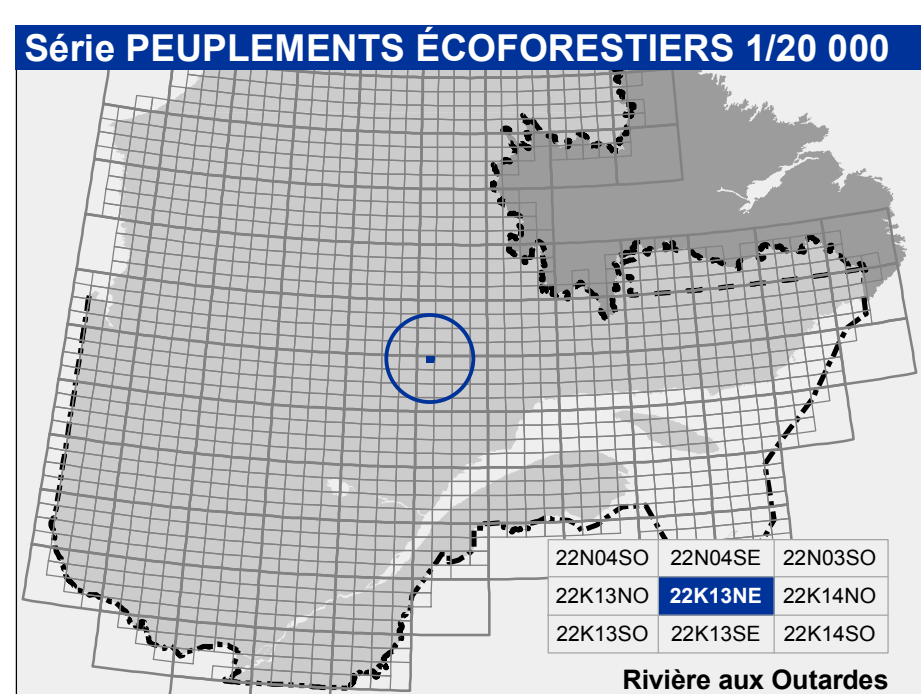 Série PEUPLEMENTS ÉCOFORESTIERS 1/20 000
22N04SO 22N04SE 22N03SO
22K13NO 22K13NE 22K14NO
22K13SO 22K13SE 22K14SO
Rivière aux Outardes